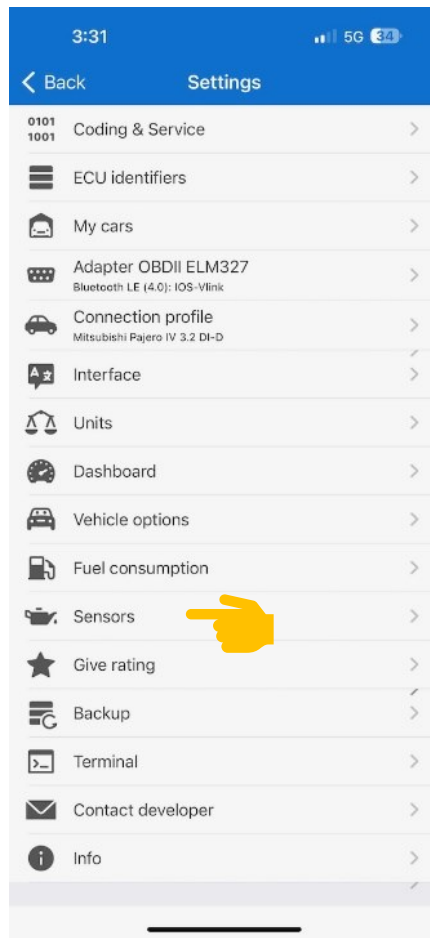 3:31 5G 34
Back Settings
0101
1001
Coding & Service
ECU identifiers
My cars
Adapter OBDII ELM327
Bluetooth LE (4.0): IOS-Vlink
Connection profile
Mitsubishi Pajero IV 3.2 DI-D
A
Interface
Units
Dashboard
Vehicle options
Fuel consumption
Sensors
Give rating
Backup
Terminal
Contact developer
Info